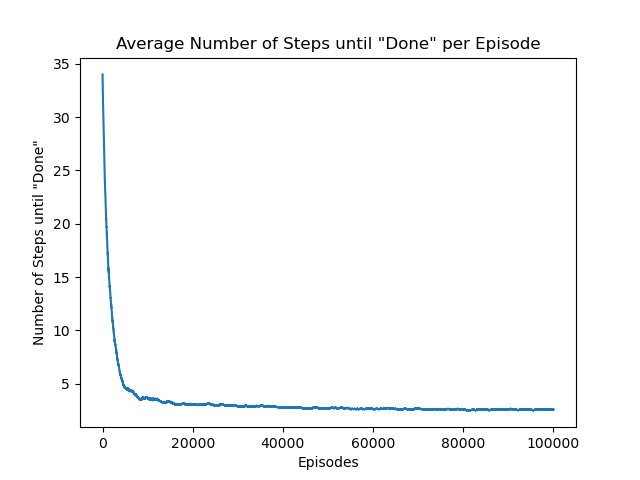 Average Number of Steps until "Done" per Episode
Number of Steps until "Done"
35
30
25
20
15
10
5
0 20000 40000 60000 80000 100000
Episodes